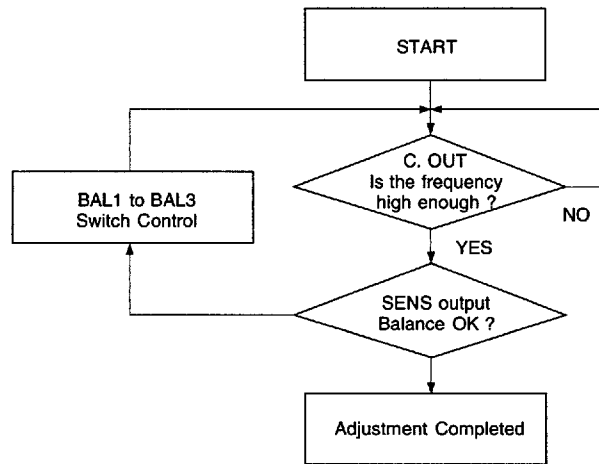 START
C. OUT
Is the frequency
high enough ?
NO
YES
BAL1 to BAL3
Switch Control
SENS output
Balance OK ?
Adjustment Completed